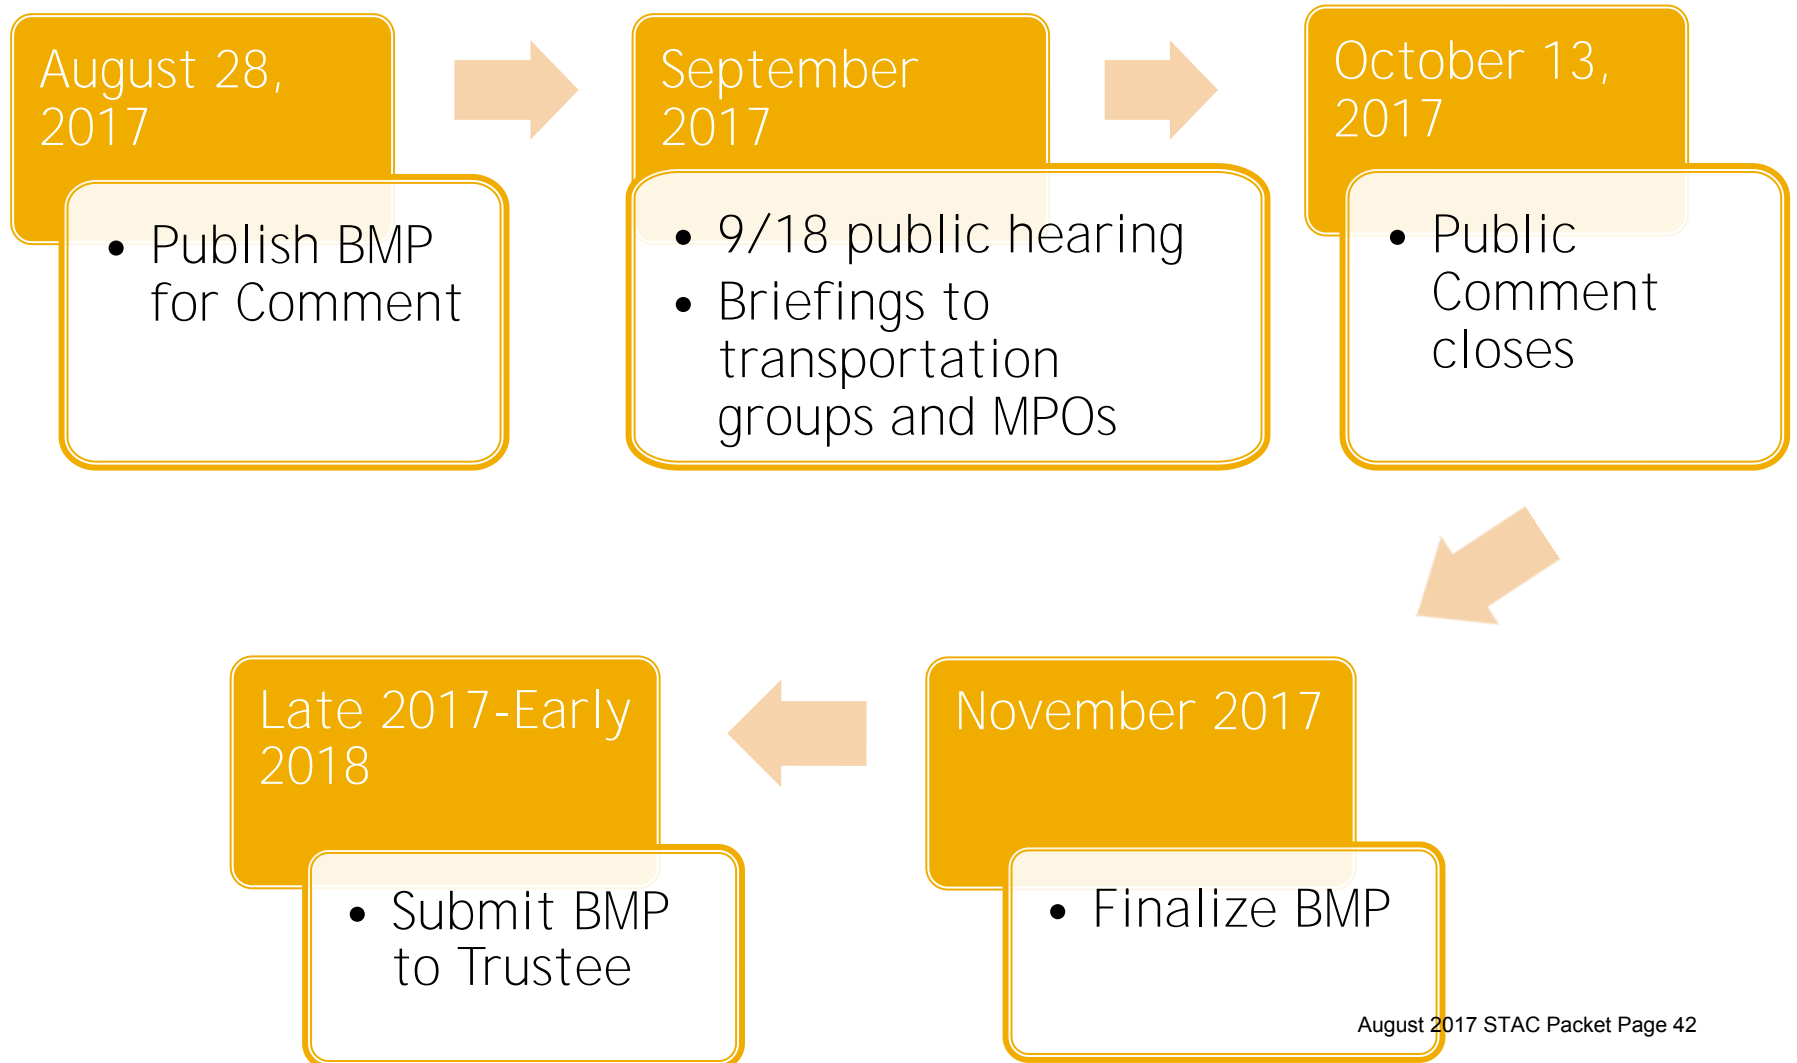 August 28,
2017
• Publish BMP
for Comment
September
2017
• 9/18 public hearing
• Briefings to
transportation
groups and MPOs
October 13,
2017
• Public
Comment
closes
November 2017
• Finalize BMP
Late 2017-Early
2018
• Submit BMP
to Trustee
August 2017 STAC Packet Page 42